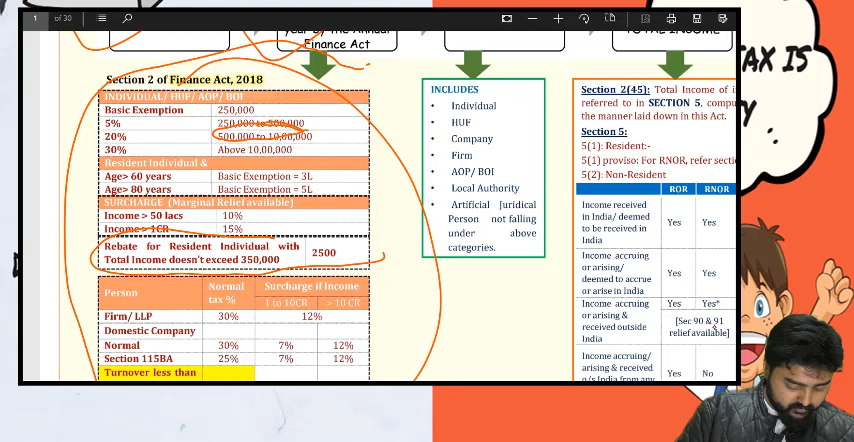 1 of 30
year by the Annual
Finance Act
TOTAL INCOME
TAX IS
Section 2 of Finance Act, 2018
INDIVIDUAL/ HUF/ AOP/ BOI
Basic Exemption 250,000
5% 250,000 to 500,000
20% 500,000 to 10,00,000
30% Above 10,00,000
Resident Individual &
Age> 60 years Basic Exemption = 3L
Age> 80 years Basic Exemption = 5L
SURCHARGE (Marginal Relief available)
Income > 50 lacs 10%
Income > 1CR 15%
Rebate for Resident Individual with
Total Income doesn't exceed 350,000 2500
Person Normal tax % Surcharge if Income
1 to 10CR > 10 CR
Firm/ LLP 30% 12%
Domestic Company
Normal 30% 7% 12%
Section 115BA 25% 7% 12%
Turnover less than
INCLUDES
• Individual
• HUF
• Company
• Firm
• AOP/ BOI
• Local Authority
• Artificial Juridical
Person not falling
under above
categories.
Section 2(45): Total Income of
referred to in SECTION 5,
the manner laid down in this Act.
Section 5:
5(1): Resident:-
5(1) proviso: For RNOR, refer
5(2): Non-Resident
ROR RNOR
Income received
in India/ deemed
to be received in
India
Yes Yes
Income accruing
or arising/
deemed to accrue
or arise in India
Yes Yes
Income accruing
or arising &
received outside
India
Yes Yes*
[Sec 90 & 91
relief available]
Income accruing/
arising & received
o/s India from any
Yes No